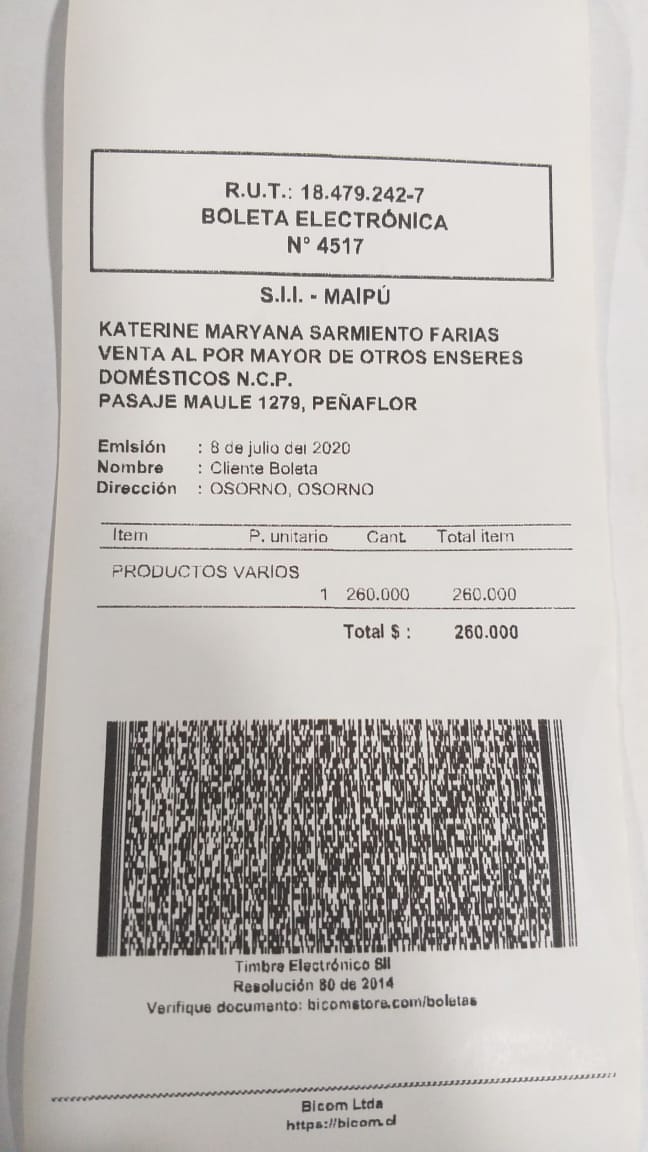 R.U.T.: 18.479.242-7
BOLETA ELECTRÓNICA
N° 4517
S.I.I. - MAIPÚ
KATERINE MARYANA SARMIENTO FARIAS
VENTA AL POR MAYOR DE OTROS ENSERES
DOMÉSTICOS N.C.P.
PASAJE MAULE 1279, PEÑAFLOR
Emisión : 8 de julio del 2020
Nombre : Cliente Boleta
Dirección : OSORNO, OSORNO
Item P. unitario Cant. Total item
PRODUCTOS VARIOS
1 260.000 260.000
Total $ : 260.000
Timbre Electrónico SII
Resolución 80 de 2014
Verifique documento: bicomstore.com/boletas
Bicom Ltda
https://bicom.cl